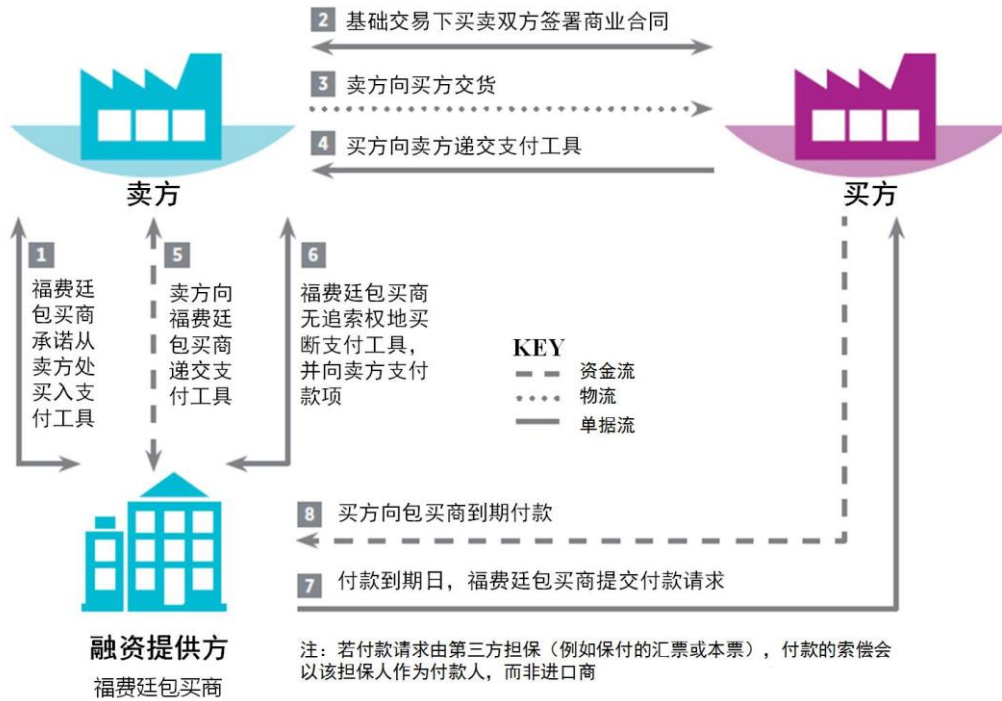 2 基础交易下买卖双方签署商业合同
3 卖方向买方交货
4 买方向卖方递交支付工具
卖方
买方
1
福费廷
包买商
承诺从
卖方处
买入支
付工具
5
卖方向
福费廷
包买商
递交支
付工具
6
福费廷包买商
无追索权地买
断支付工具，
并向卖方支付
款项
KEY
资金流
物流
单据流
8 买方向包买商到期付款
7 付款到期日，福费廷包买商提交付款请求
融资提供方
福费廷包买商
注：若付款请求由第三方担保（例如保付的汇票或本票），付款的索偿会
以该担保人作为付款人，而非进口商